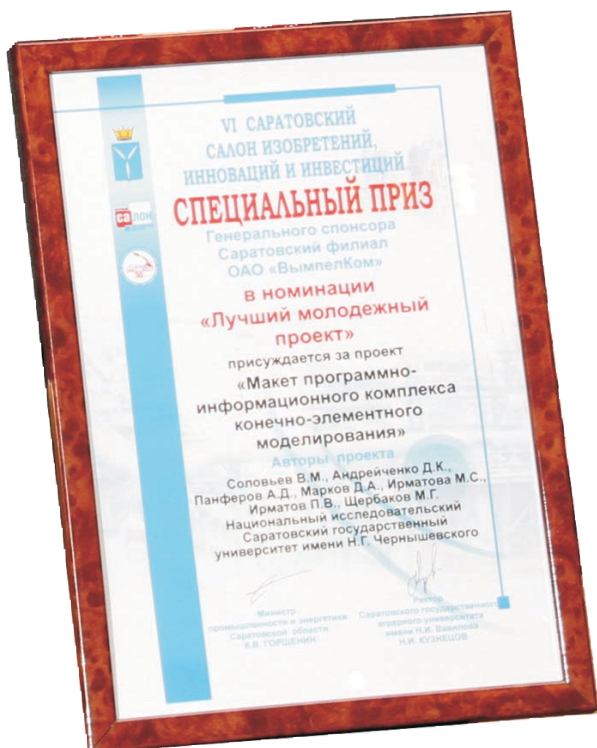 VI САРАТОВСКИЙ
САЛОН ИЗОБРЕТЕНИЙ,
ИННОВАЦИЙ И ИНВЕСТИЦИЙ
СПЕЦИАЛЬНЫЙ ПРИЗ
Генерального спонсора
Саратовский филиал
ОАО «ВымпелКом»
в номинации
«Лучший молодежный
проект»
присуждается за проект
«Макет программно-
информационного комплекса
конечно-элементного
моделирования»
Авторы проекта
Соловьев В.М., Андрейченко Д.К.,
Панферов А.Д., Марков Д.А., Ирматова М.С.,
Ирматов П.В., Щербаков М.Г.
Национальный исследовательский
Саратовский государственный
университет имени Н.Г. Чернышевского
Министр
промышленности и энергетики
Саратовской области
К.В. ГОРШЕНИН
Ректор
Саратовского государственного
аграрного университета
имени Н.И. Вавилова
Н.И. КУЗНЕЦОВ
салон